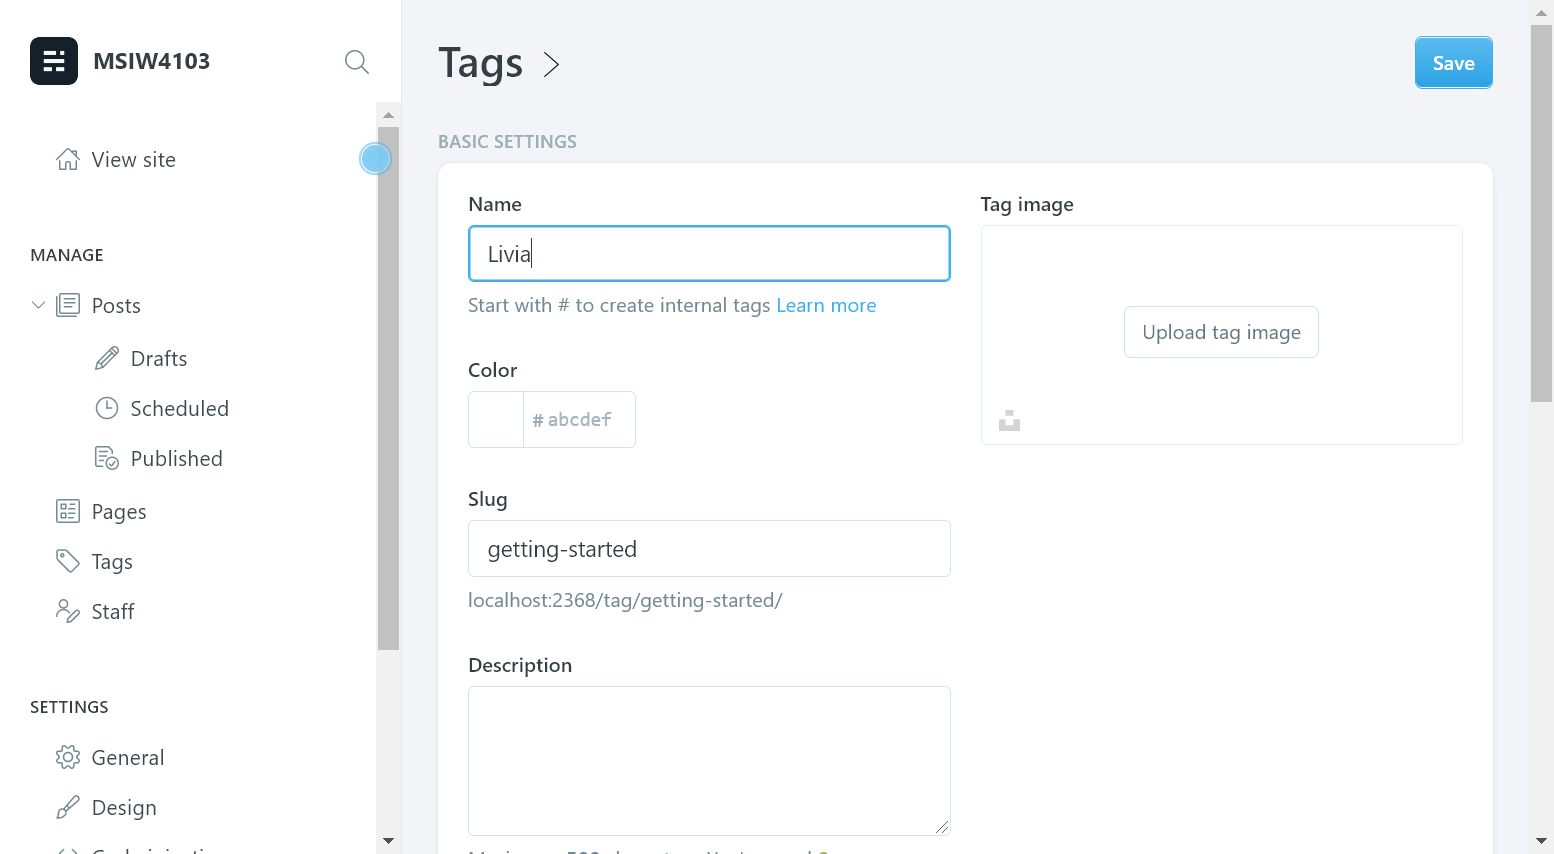 MSIW4103
View site
MANAGE
Posts
Drafts
Scheduled
Published
Pages
Tags
Staff
SETTINGS
General
Design
Tags
Save
BASIC SETTINGS
Name
Livia
Start with # to create internal tags Learn more
Color
# abcdef
Slug
getting-started
localhost:2368/tag/getting-started/
Description
Tag image
Upload tag image